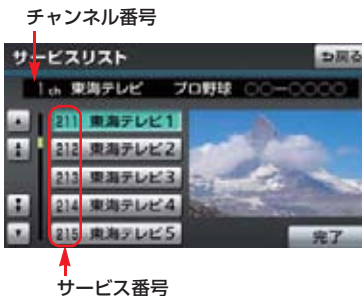 チャンネル番号
サービスリスト 戻る
1ch 東海テレビ プロ野球 ○○ー○○○○
211 東海テレビ1
212 東海テレビ2
213 東海テレビ3
214 東海テレビ4
215 東海テレビ5
完了
サービス番号